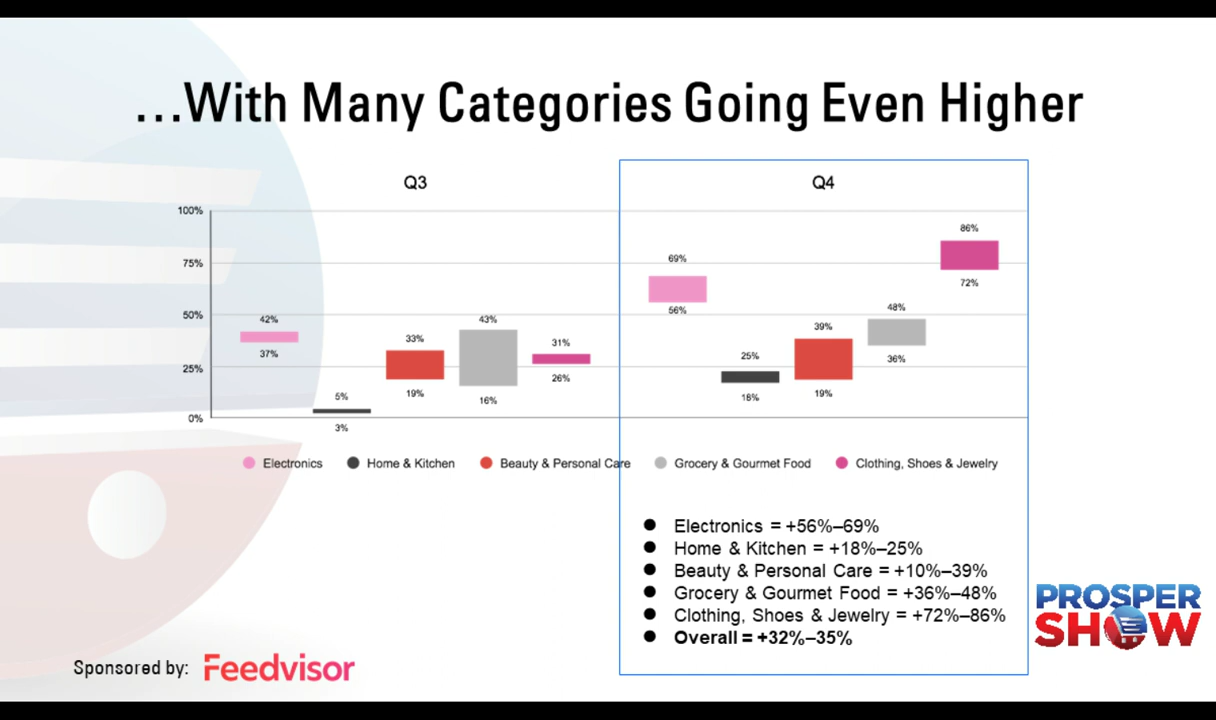 ...With Many Categories Going Even Higher
Q3
Q4
100%
75%
50%
25%
0%
42%
37%
5%
3%
33%
19%
43%
16%
31%
26%
69%
56%
25%
18%
39%
19%
48%
36%
86%
72%
Electronics
Home & Kitchen
Beauty & Personal Care
Grocery & Gourmet Food
Clothing, Shoes & Jewelry
● Electronics = +56%–69%
● Home & Kitchen = +18%–25%
● Beauty & Personal Care = +10%–39%
● Grocery & Gourmet Food = +36%–48%
● Clothing, Shoes & Jewelry = +72%–86%
● Overall = +32%–35%
PROSPER
SHOW
Sponsored by: Feedvisor